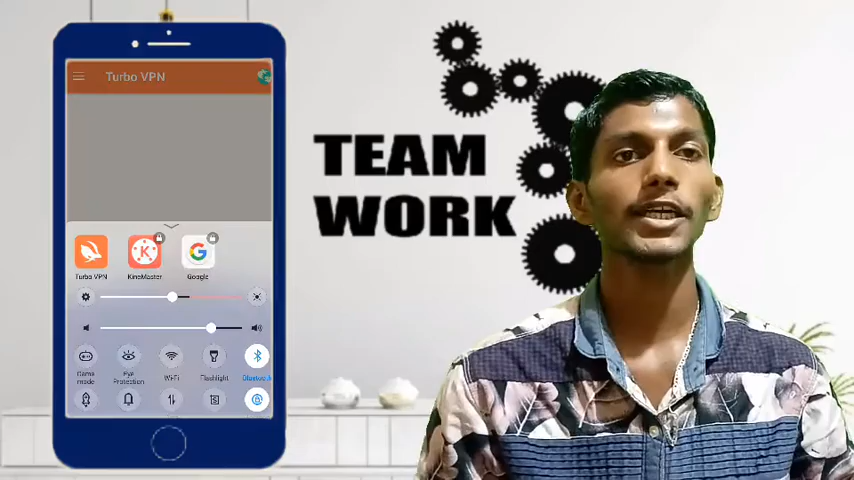 Turbo VPN
TEAM
WORK
Turbo VPN
KineMaster
Google
Game
mode
Eye
Protection
Wi-Fi
Flashlight
Bluetooth